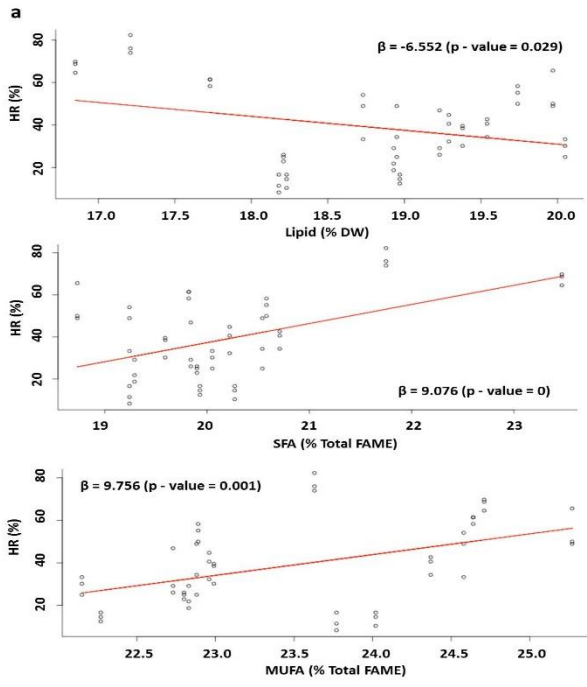 a
β = -6.552 (p - value = 0.029)
HR (%)
80
60
40
20
17.0 17.5 18.0 18.5 19.0 19.5 20.0
Lipid (% DW)
HR (%)
80
60
40
20
β = 9.076 (p - value = 0)
19 20 21 22 23
SFA (% Total FAME)
β = 9.756 (p - value = 0.001)
HR (%)
80
60
40
20
22.5 23.0 23.5 24.0 24.5 25.0
MUFA (% Total FAME)